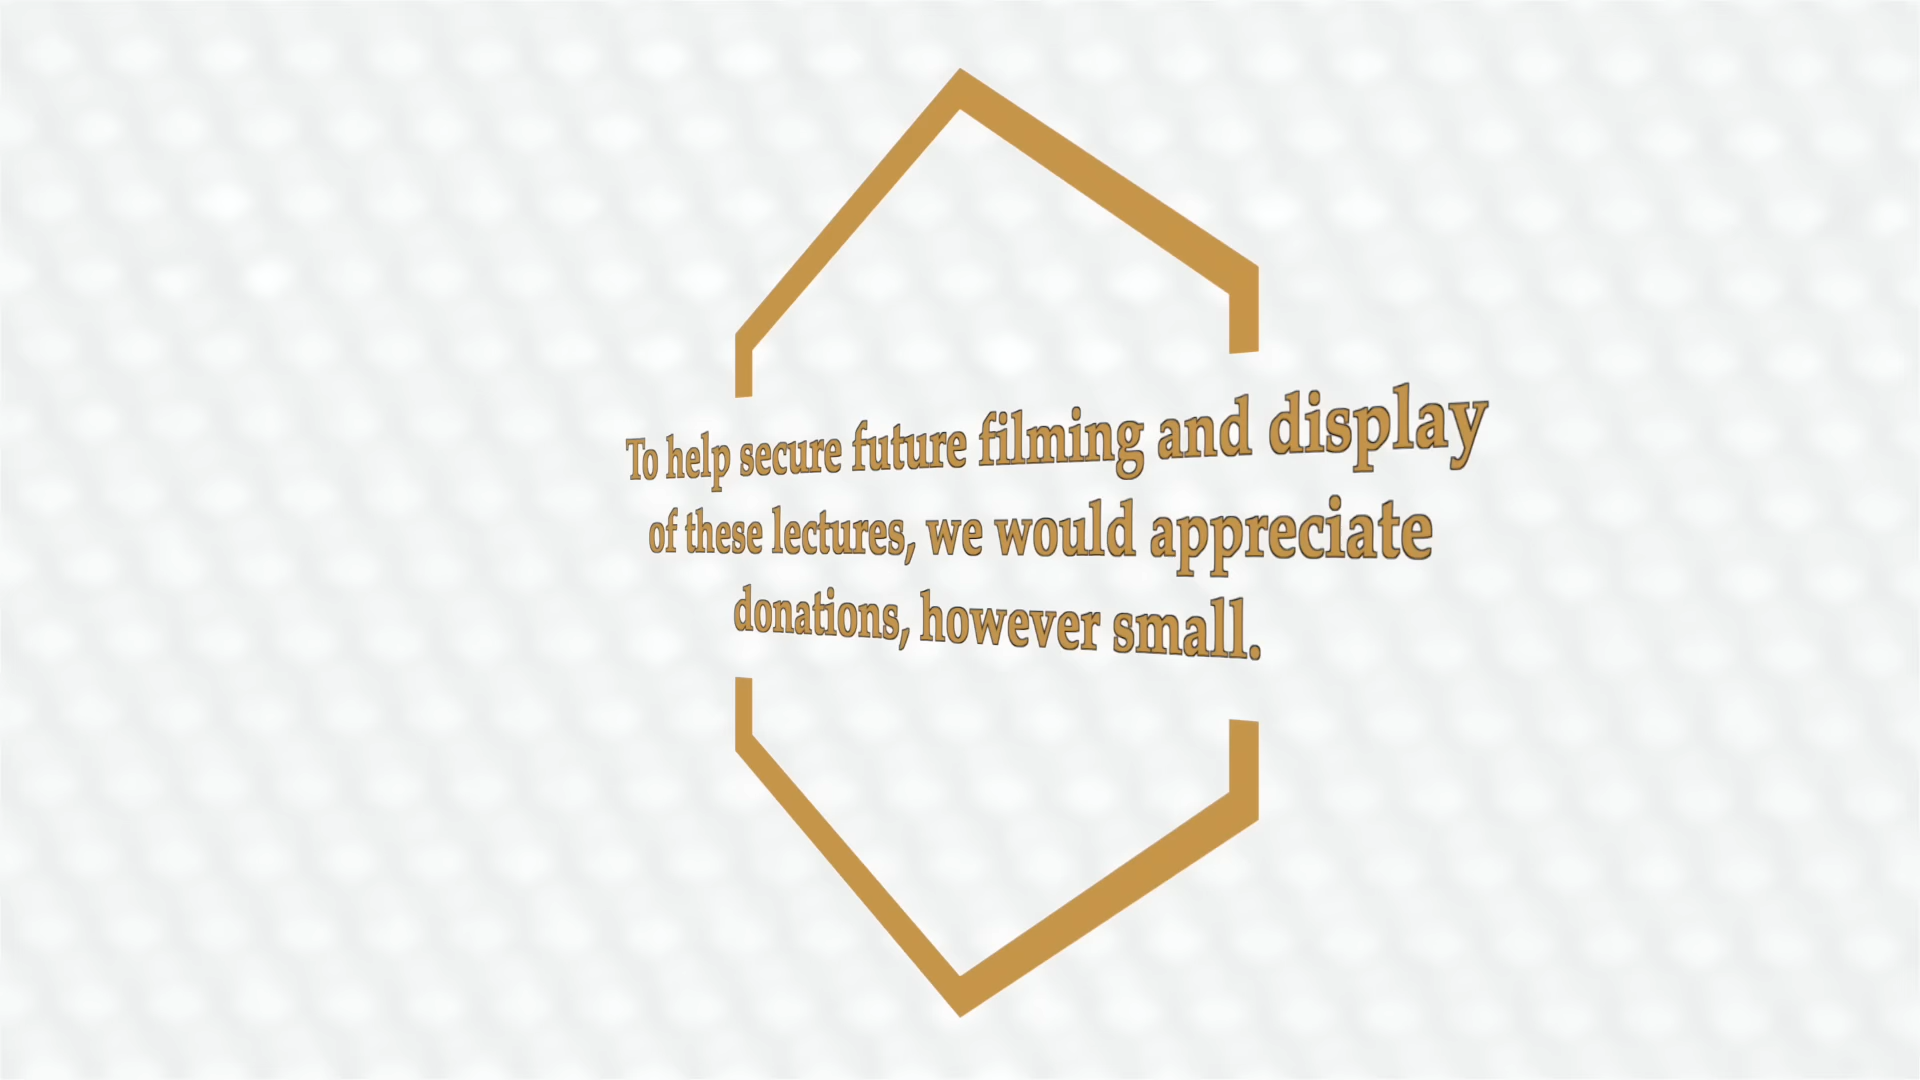 To help secure future filming and display
of these lectures, we would appreciate
donations, however small.